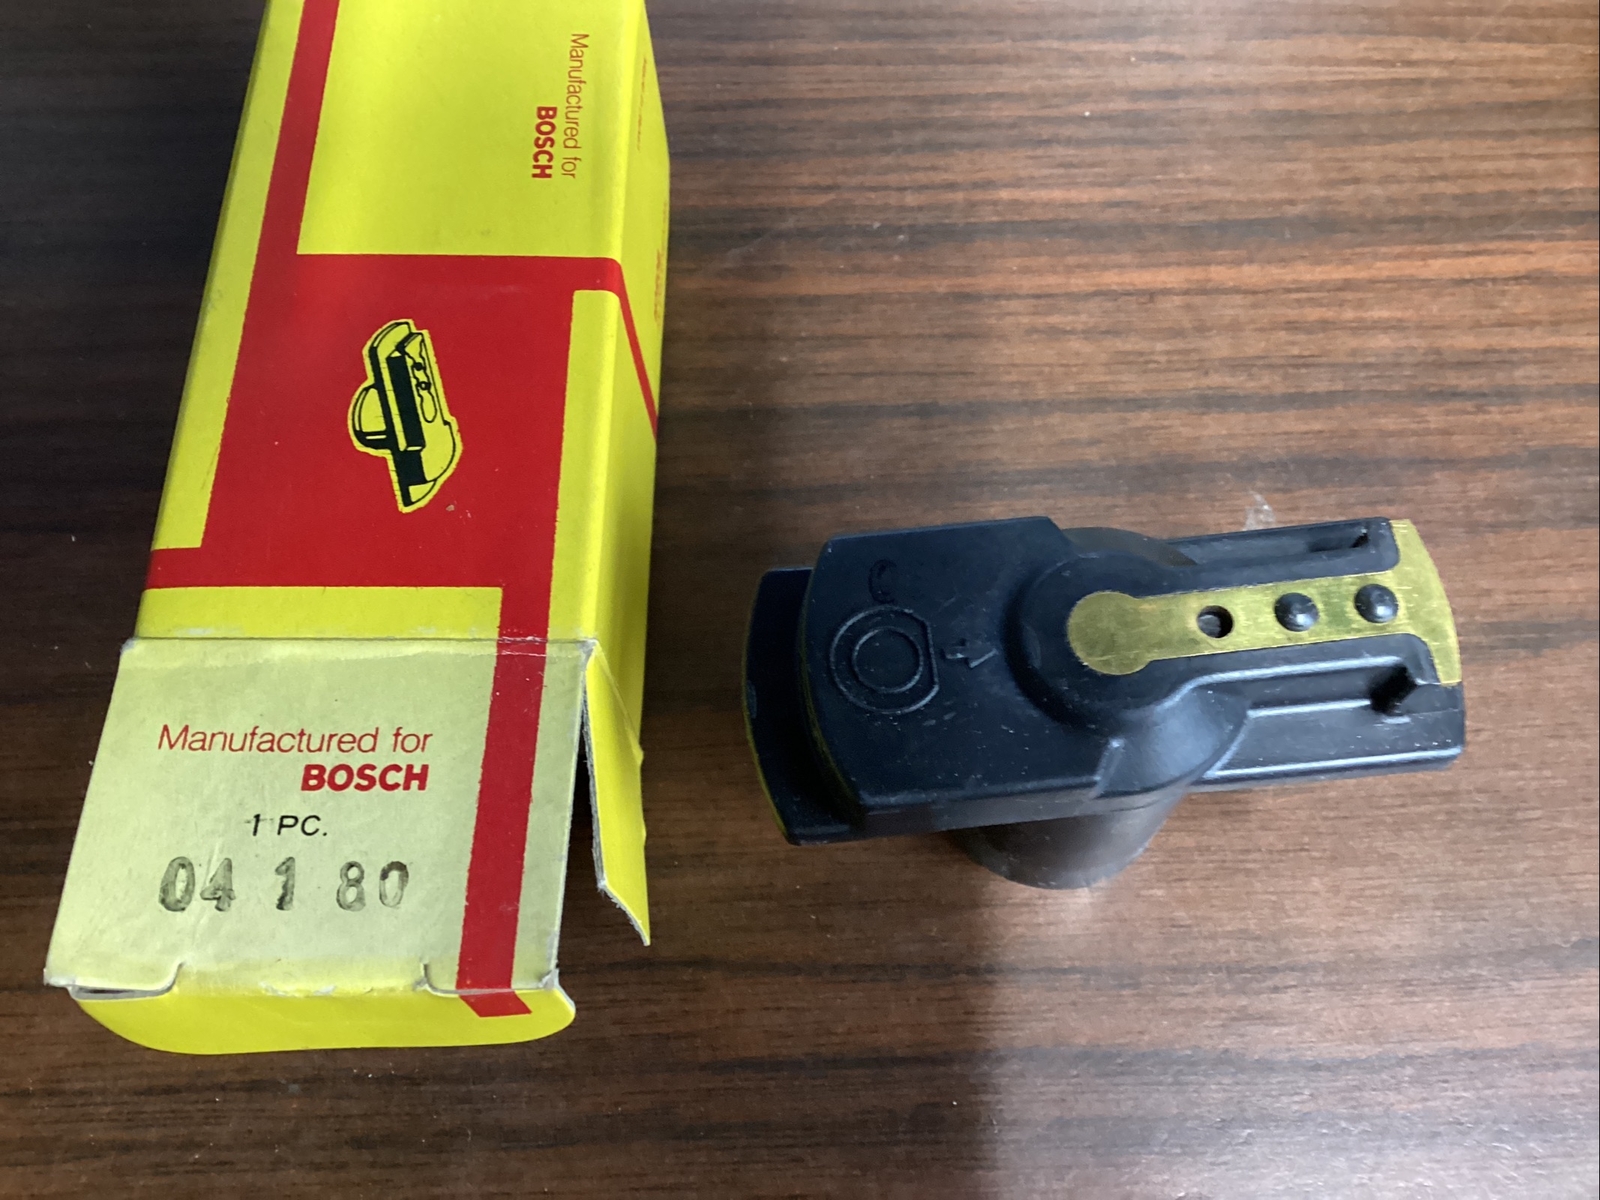 Manufactured for
BOSCH
Manufactured for
BOSCH
1 PC.
04 1 80